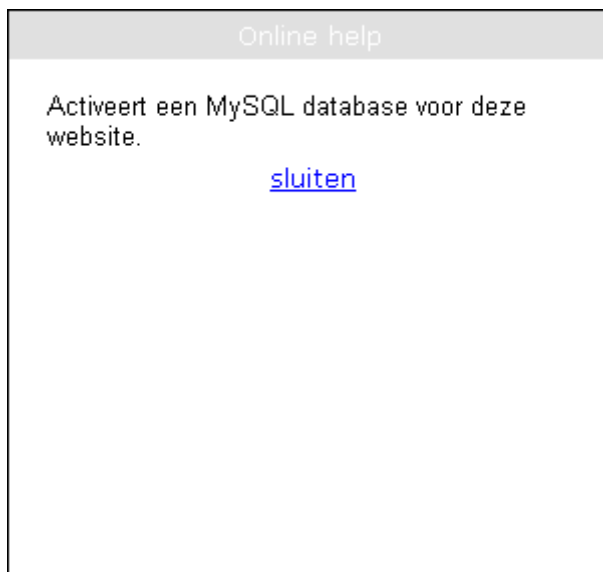 Online help
Activeert een MySQL database voor deze
website.
sluiten